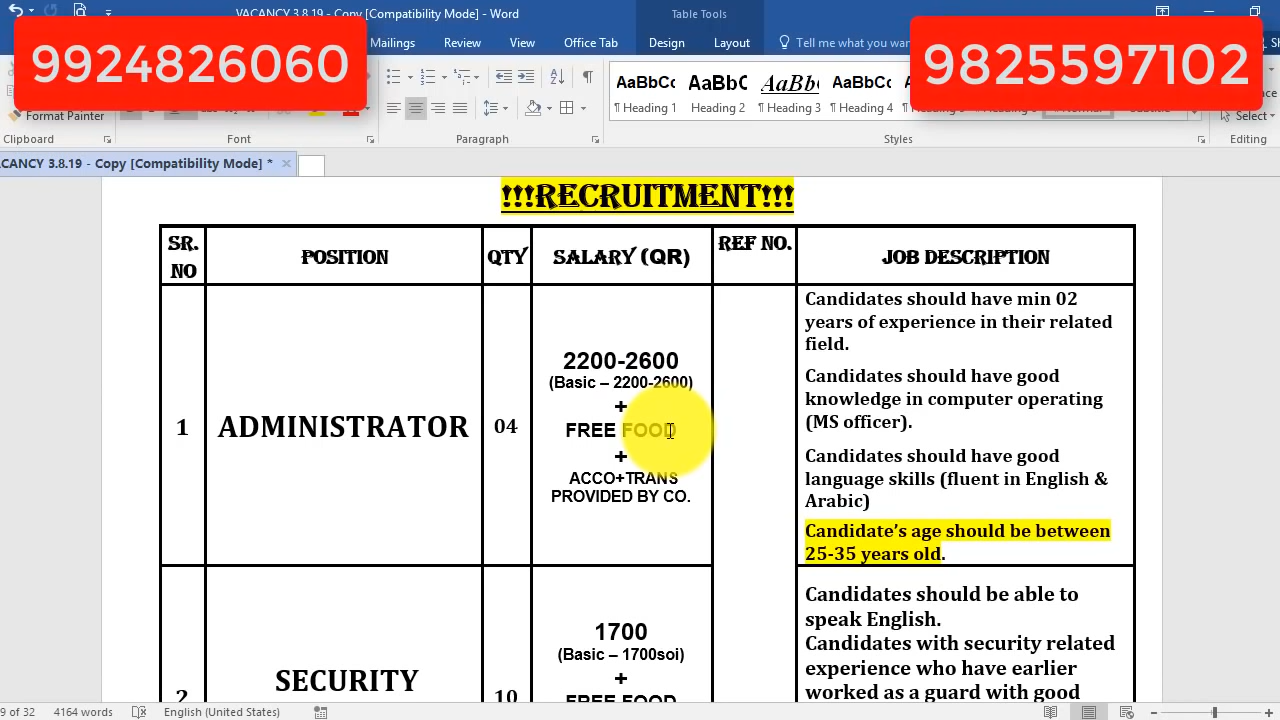 VACANCY 3.8.19 - Copy [Compatibility Mode] - Word
Table Tools
9924826060
9825597102
Mailings Review View Office Tab Design Layout Tell me what you want
AaBbCc AaBbC AaBbCc AaBbCc
¶ Heading 1 ¶ Heading 2 ¶ Heading 3 ¶ Heading 4
Format Painter
Select
Clipboard Font Paragraph Styles Editing
CANCY 3.8.19 - Copy [Compatibility Mode] *
!!!RECRUITMENT!!!
SR. NO
POSITION
QTY
SALARY (QR)
REF NO.
JOB DESCRIPTION
1
ADMINISTRATOR
04
2200-2600
(Basic – 2200-2600)
+
FREE FOOD
+
ACCO+TRANS
PROVIDED BY CO.
Candidates should have min 02
years of experience in their related
field.
Candidates should have good
knowledge in computer operating
(MS officer).
Candidates should have good
language skills (fluent in English &
Arabic)
Candidate’s age should be between
25-35 years old.
2
SECURITY
10
1700
(Basic – 1700soi)
+
FREE FOOD
Candidates should be able to
speak English.
Candidates with security related
experience who have earlier
worked as a guard with good
9 of 32 4164 words English (United States)